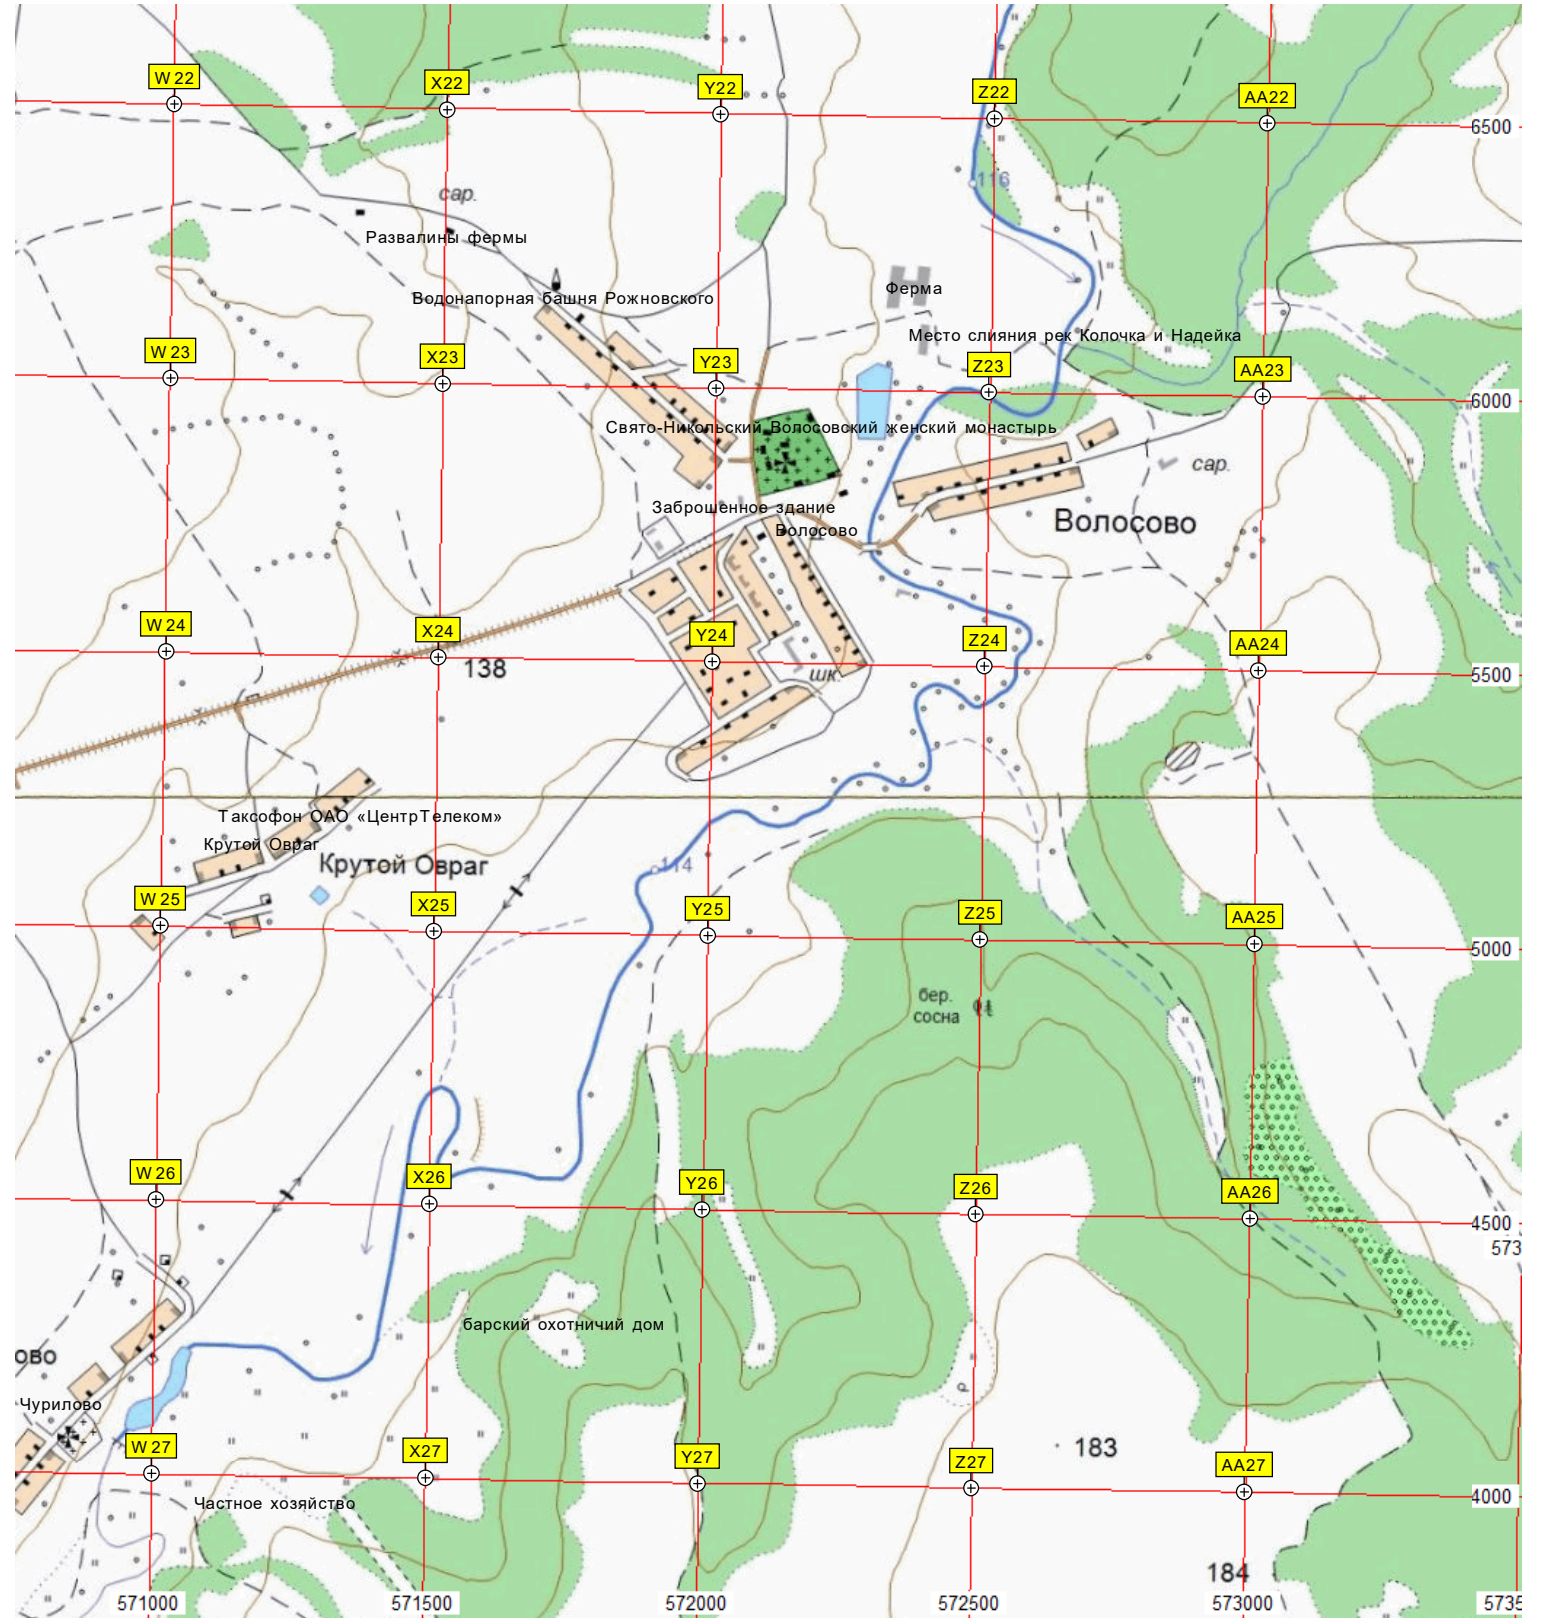 W 22
X22
Y22
Z22
AA22
6500
116
сар.
Развалины фермы
Ферма
Водонапорная башня Рожновского
Место слияния рек Колочка и Надейка
W 23
X23
Y23
Z23
AA23
6000
Свято-Никольский Волосовский женский монастырь
сар.
Заброшенное здание
Волосово
Волосово
W 24
X24
Y24
Z24
AA24
138
шк.
5500
Таксофон ОАО «ЦентрТелеком»
Крутой Овраг
Крутой Овраг
114
W 25
X25
Y25
Z25
AA25
5000
бер.
сосна
W 26
X26
Y26
Z26
AA26
4500
573
барский охотничий дом
ово
Чурилово
W 27
X27
Y27
Z27
AA27
183
4000
Частное хозяйство
184
571000
571500
572000
572500
573000
5735